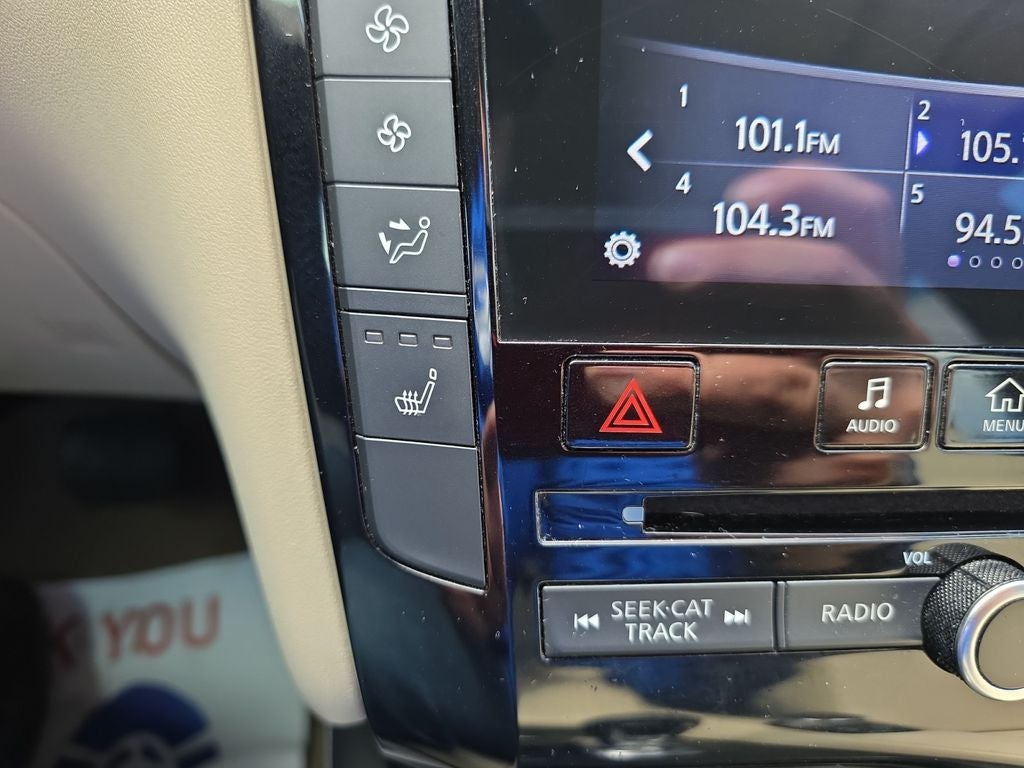 1
101.1FM
2
105.
4
104.3FM
5
94.5
AUDIO
MENU
VOL
SEEK·CAT
TRACK
RADIO
YOU